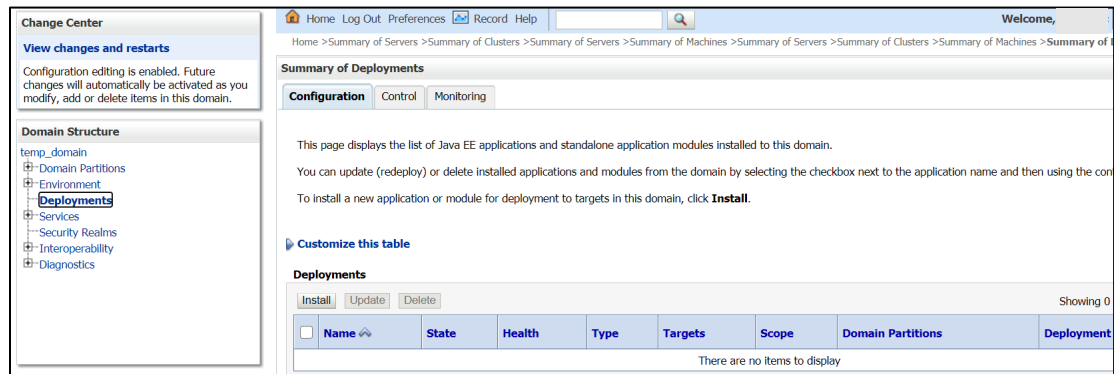 Change Center
View changes and restarts
Configuration editing is enabled. Future
changes will automatically be activated as you
modify, add or delete items in this domain.
Domain Structure
temp_domain
Domain Partitions
Environment
Deployments
Services
Security Realms
Interoperability
Diagnostics
Home Log Out Preferences Record Help
Welcome,
Home >Summary of Servers >Summary of Clusters >Summary of Servers >Summary of Machines >Summary of Servers >Summary of Clusters >Summary of Machines >Summary of
Summary of Deployments
Configuration Control Monitoring
This page displays the list of Java EE applications and standalone application modules installed to this domain.
You can update (redeploy) or delete installed applications and modules from the domain by selecting the checkbox next to the application name and then using the con
To install a new application or module for deployment to targets in this domain, click Install.
Customize this table
Deployments
Install Update Delete
Showing 0
Name State Health Type Targets Scope Domain Partitions Deployment
There are no items to display